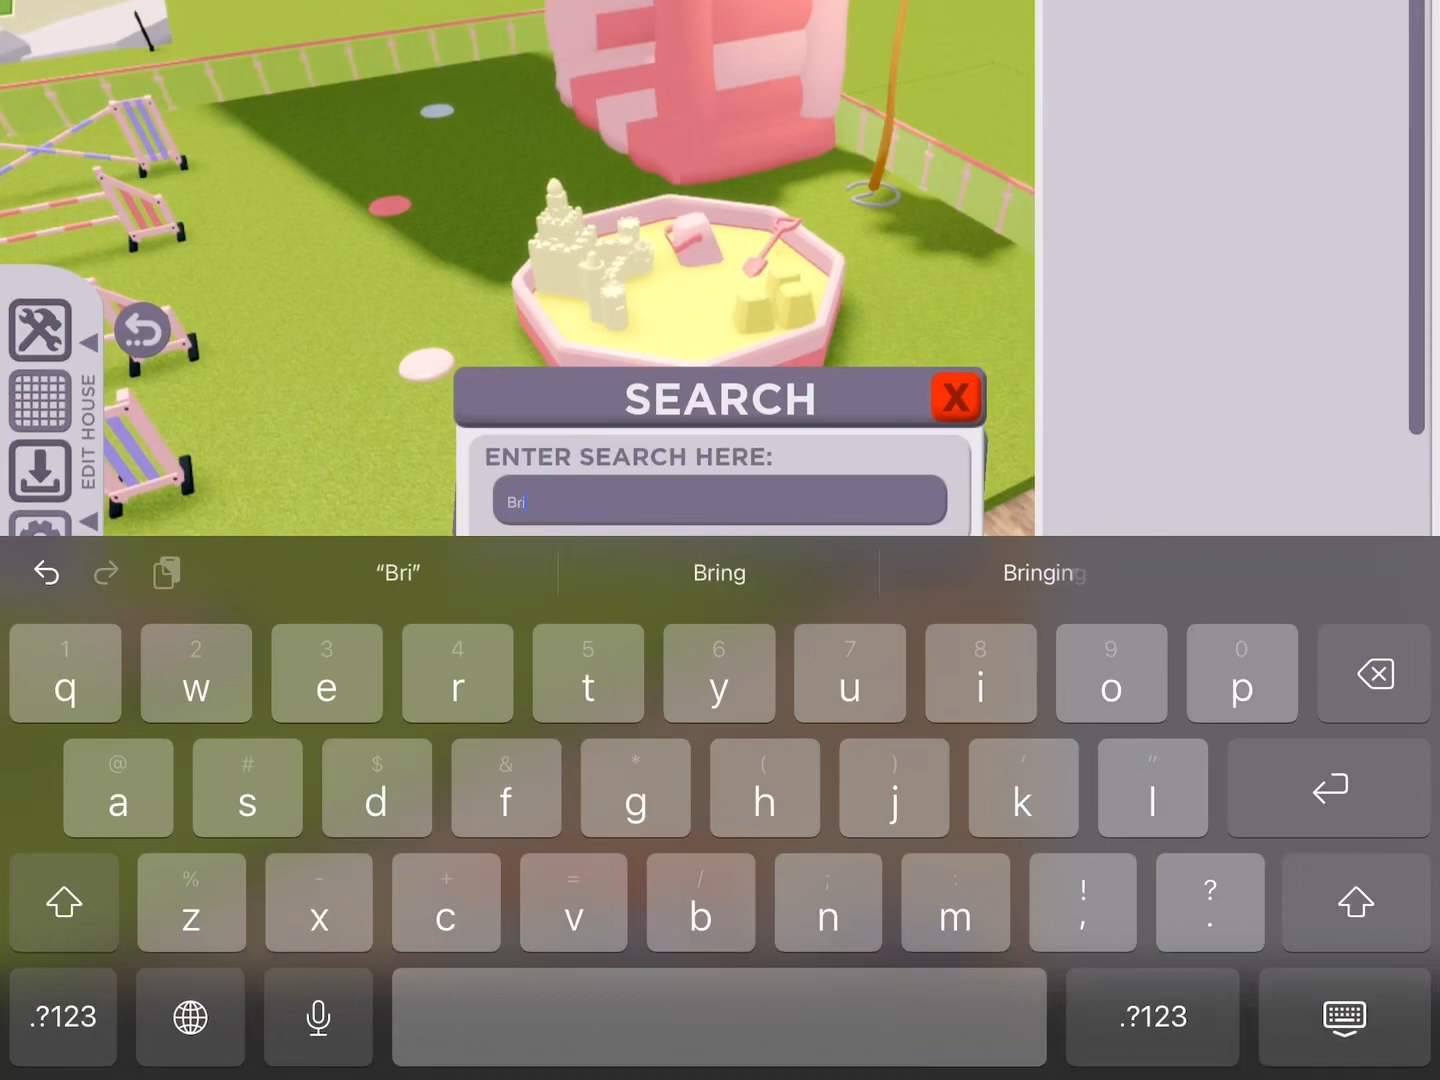 SEARCH X
ENTER SEARCH HERE:
Bri
EDIT HOUSE
“Bri” Bring Bringing
1 2 3 4 5 6 7 8 9 0
q w e r t y u i o p
@ # $ & * ( ) ' "
a s d f g h j k l
% - + = / ; : ! ?
z x c v b n m , .
.?123 .?123